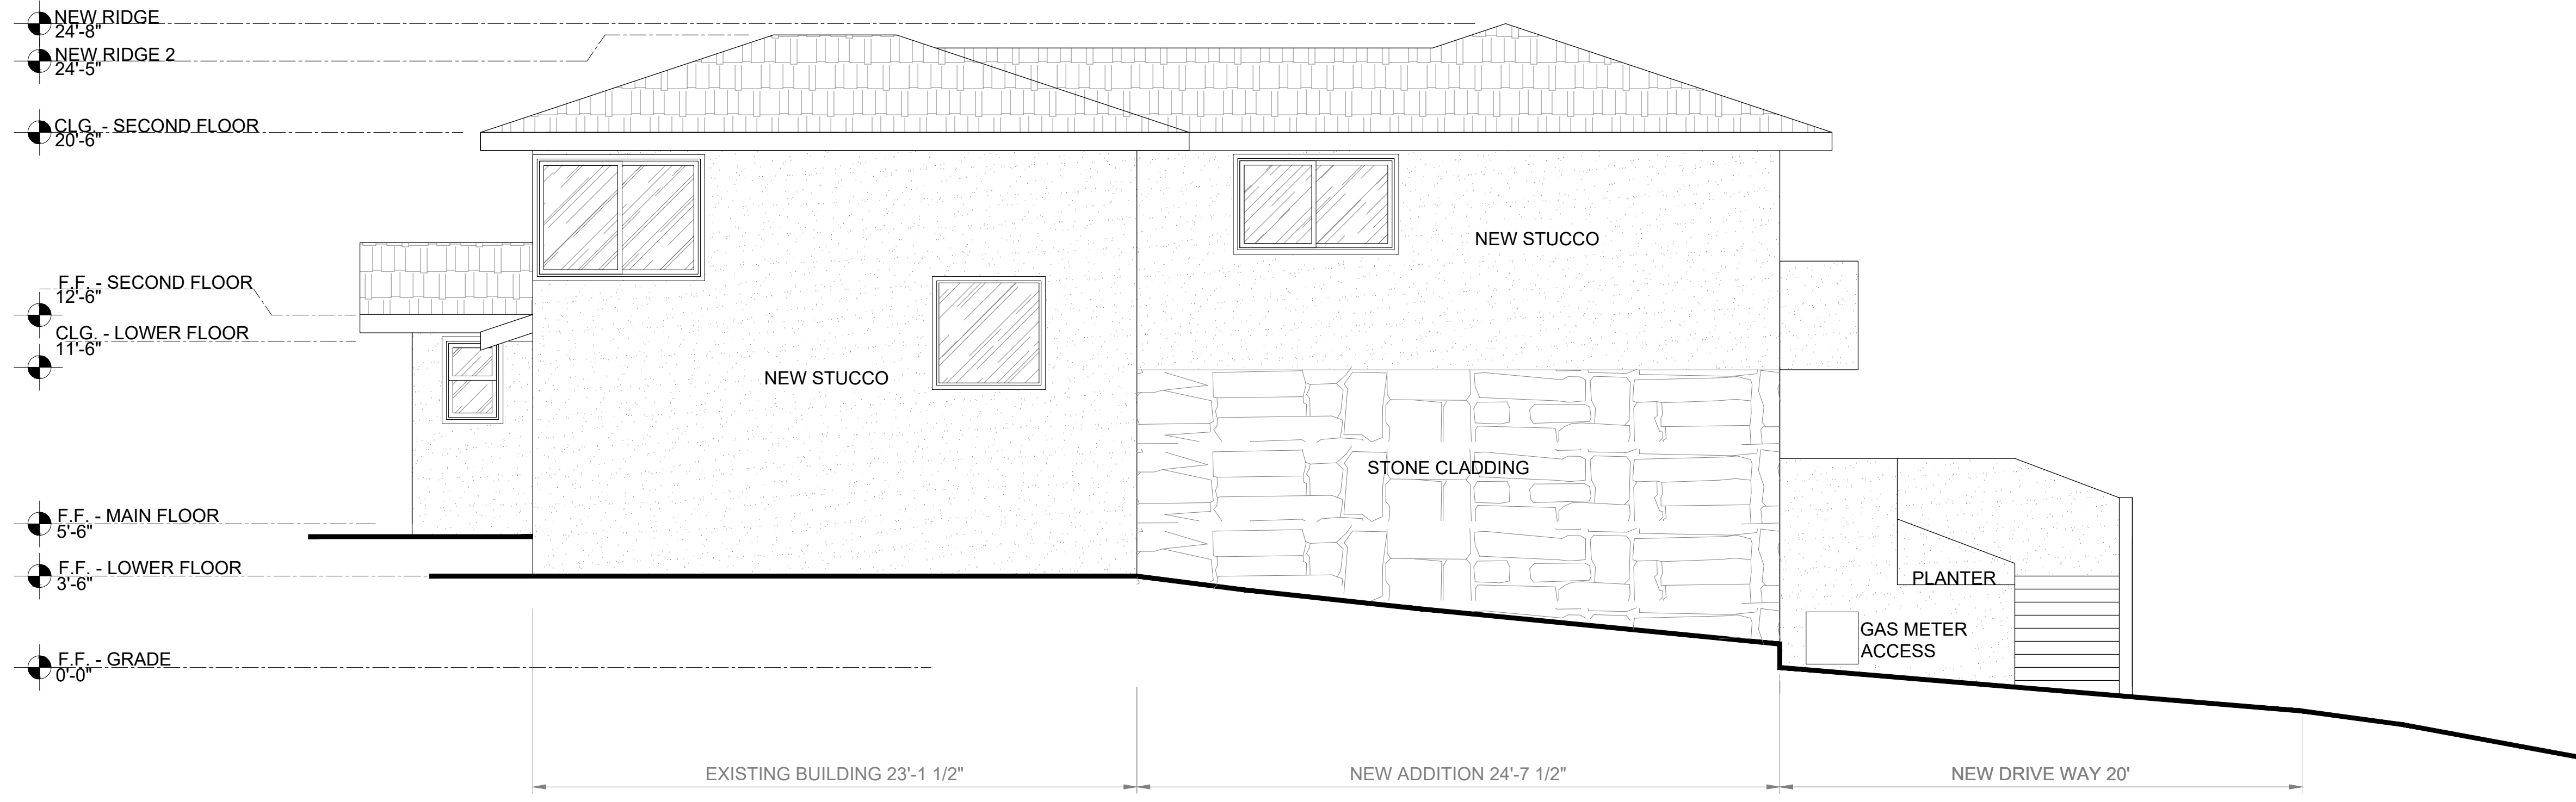 NEW RIDGE
24'-8"
NEW RIDGE 2
24'-5"
CLG. - SECOND FLOOR
20'-6"
F.F. - SECOND FLOOR
12'-6"
CLG. - LOWER FLOOR
11'-6"
F.F. - MAIN FLOOR
5'-6"
F.F. - LOWER FLOOR
3'-6"
F.F. - GRADE
0'-0"
NEW STUCCO
NEW STUCCO
STONE CLADDING
PLANTER
GAS METER
ACCESS
EXISTING BUILDING 23'-1 1/2"
NEW ADDITION 24'-7 1/2"
NEW DRIVE WAY 20'